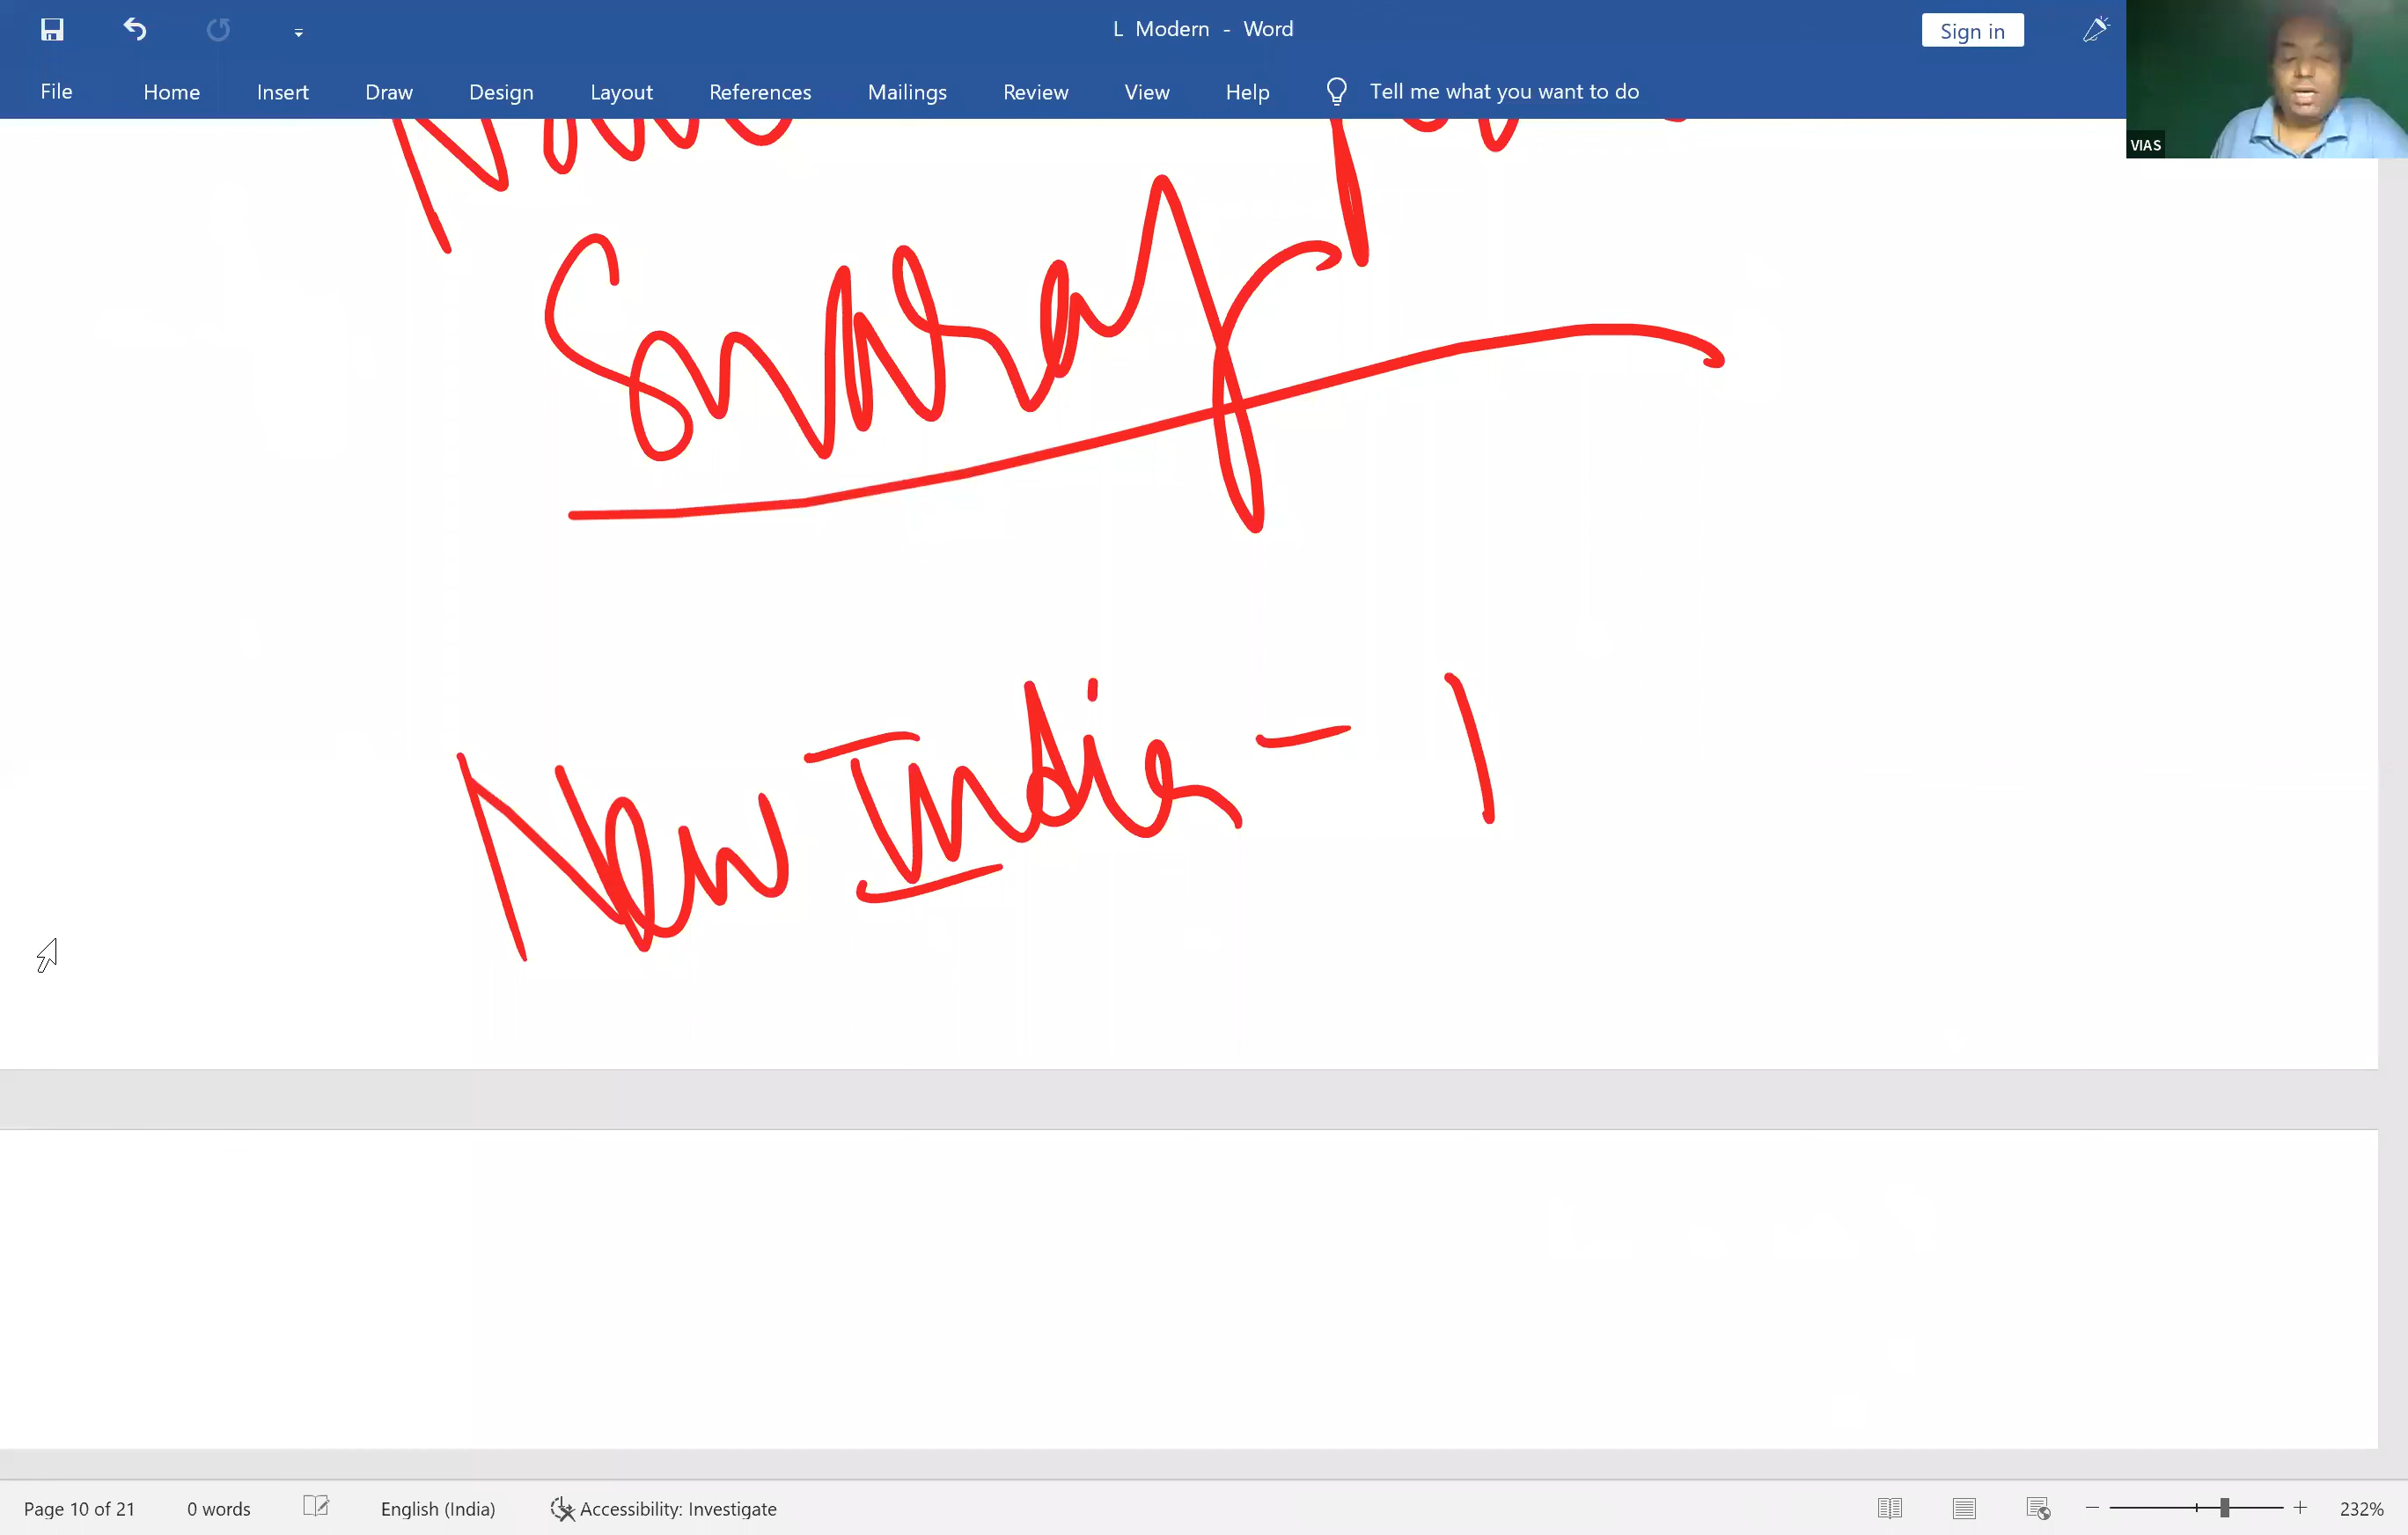 L Modern - Word
Sign in
File Home Insert Draw Design Layout References Mailings Review View Help Tell me what you want to do
VIAS
Swaraj
New India - 1
Page 10 of 21 0 words English (India) Accessibility: Investigate 232%